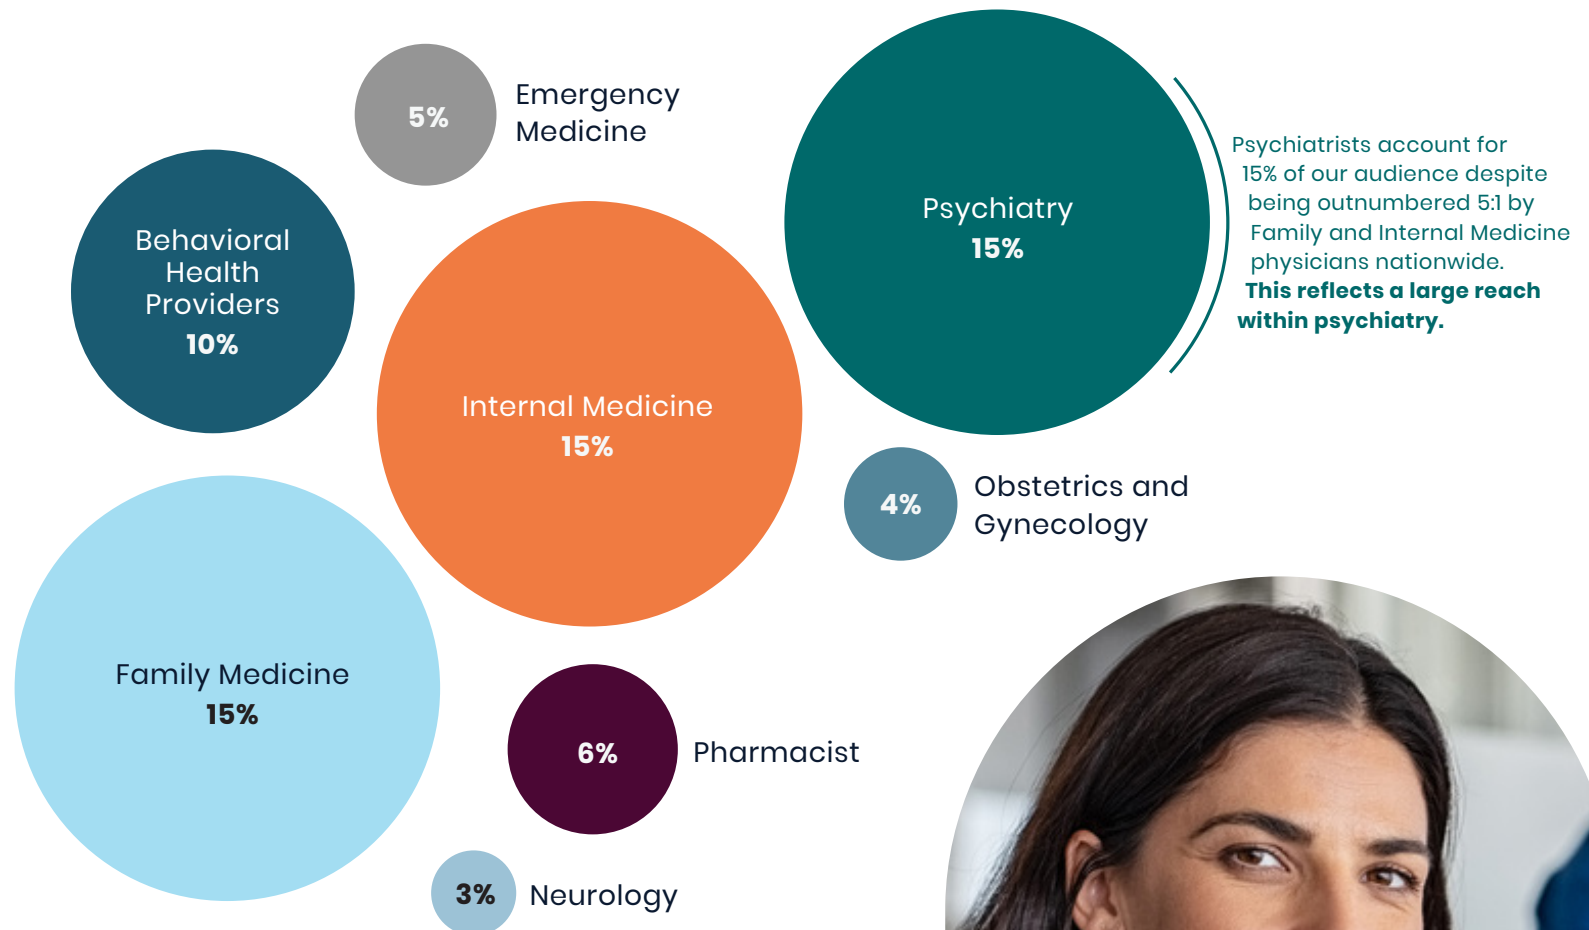 5%
Emergency
Medicine
Psychiatry
15%
Psychiatrists account for
15% of our audience despite
being outnumbered 5:1 by
Family and Internal Medicine
physicians nationwide.
This reflects a large reach
within psychiatry.
Behavioral
Health
Providers
10%
Internal Medicine
15%
4%
Obstetrics and
Gynecology
Family Medicine
15%
6%
Pharmacist
3%
Neurology